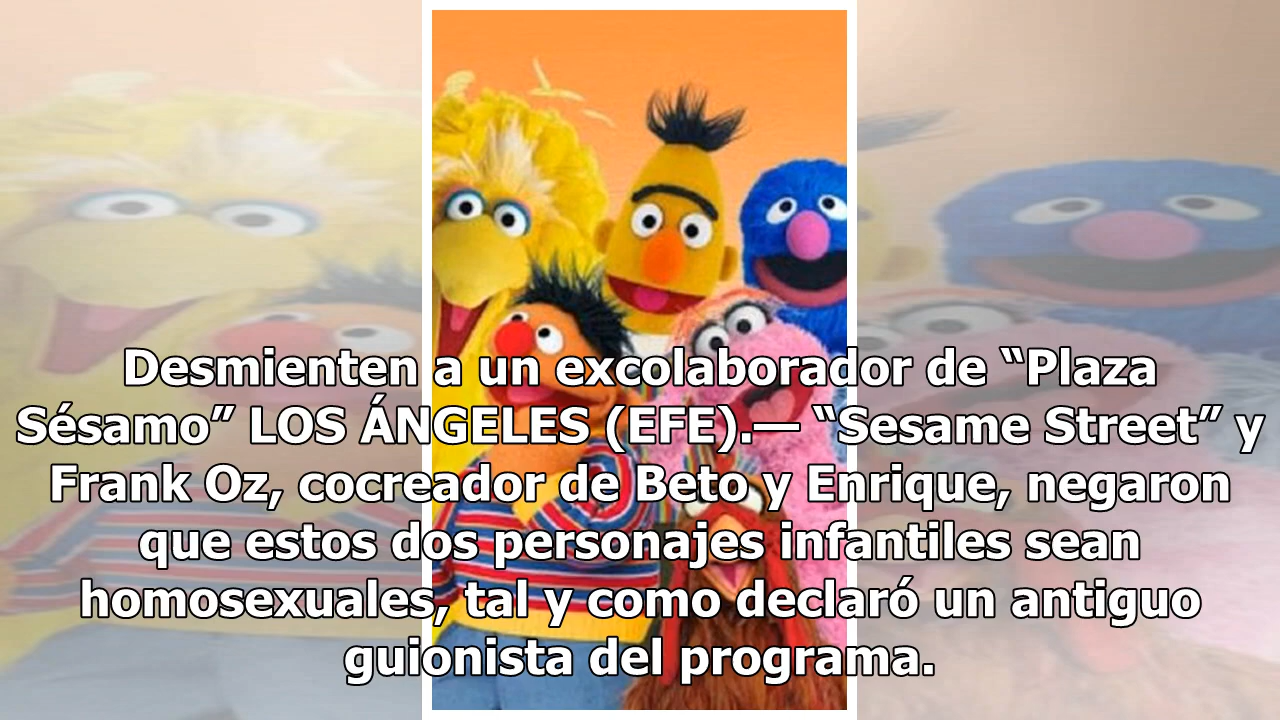 Desmienten a un excolaborador de “Plaza
Sésamo” LOS ÁNGELES (EFE).— “Sesame Street” y
Frank Oz, cocreador de Beto y Enrique, negaron
que estos dos personajes infantiles sean
homosexuales, tal y como declaró un antiguo
guionista del programa.